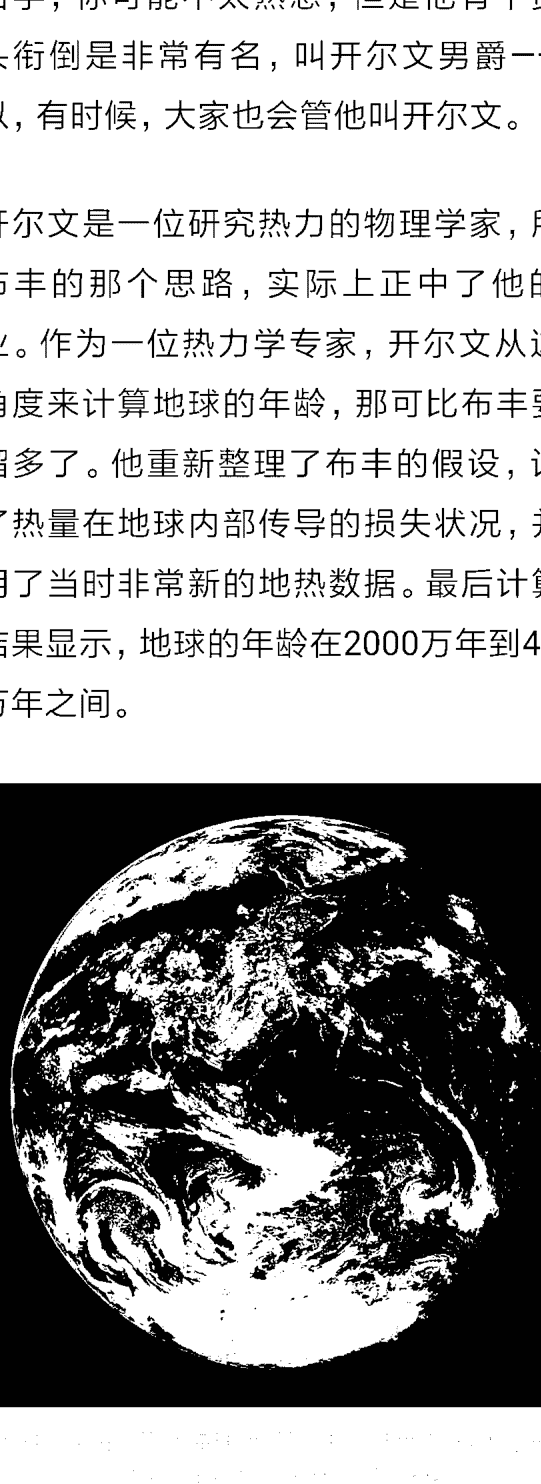 你可能不太熟悉，但是他有个
头衔倒是非常有名，叫开尔文男爵一
以，有时候，大家也会管他叫开尔文。
开尔文是一位研究热力的物理学家，所
布丰的那个思路，实际上正中了他的
业。作为一位热力学专家，开尔文从这
角度来计算地球的年龄，那可比布丰要
留多了。他重新整理了布丰的假设，计
了热量在地球内部传导的损失状况，并
用了当时非常新的地热数据。最后计算
结果显示，地球的年龄在2000万年到4
万年之间。